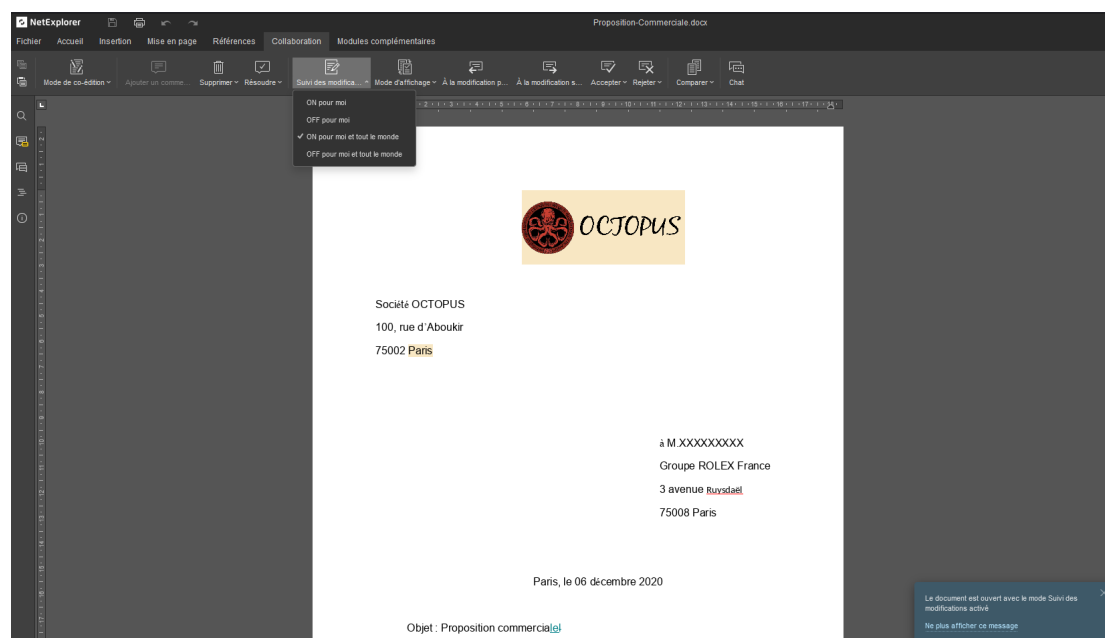 NetExplorer
Proposition-Commerciale.docx
Fichier Accueil Insertion Mise en page Références Collaboration Modules complémentaires
Mode de co-édition Ajouter un comme... Supprimer Résoudre Suivi des modifica... Mode d'affichage À la modification p... À la modification s... Accepter Rejeter Comparer Chat
ON pour moi
OFF pour moi
ON pour moi et tout le monde
OFF pour moi et tout le monde
OCTOPUS
Société OCTOPUS
100, rue d'Aboukir
75002 Paris
à M.XXXXXXXXX
Groupe ROLEX France
3 avenue Ruysdaël
75008 Paris
Paris, le 06 décembre 2020
Objet : Proposition commercialel
Le document est ouvert avec le mode Suivi des
modifications activé
Ne plus afficher ce message